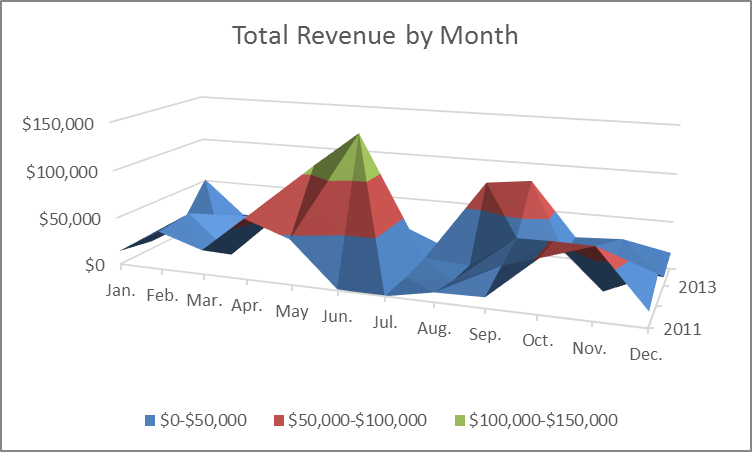 Total Revenue by Month
$150,000
$100,000
$50,000
$0
Jan. Feb. Mar. Apr. May Jun. Jul. Aug. Sep. Oct. Nov. Dec.
2013
2011
$0-$50,000 $50,000-$100,000 $100,000-$150,000